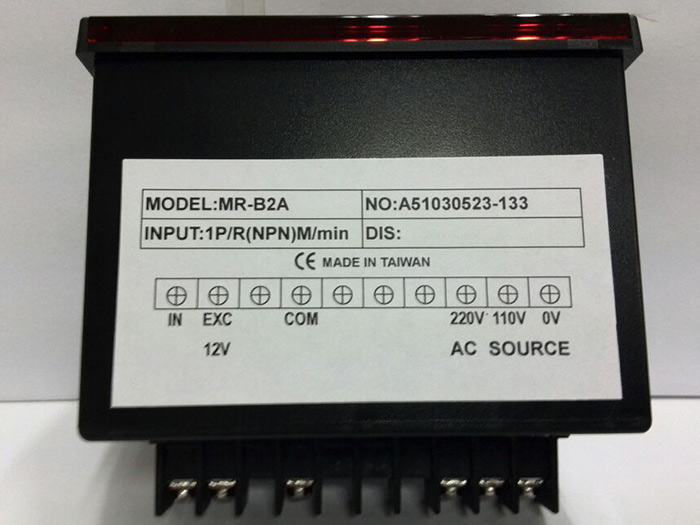 MODEL:MR-B2A NO:A51030523-133
INPUT:1P/R(NPN)M/min DIS:
CE MADE IN TAIWAN
IN EXC COM 220V 110V 0V
12V AC SOURCE